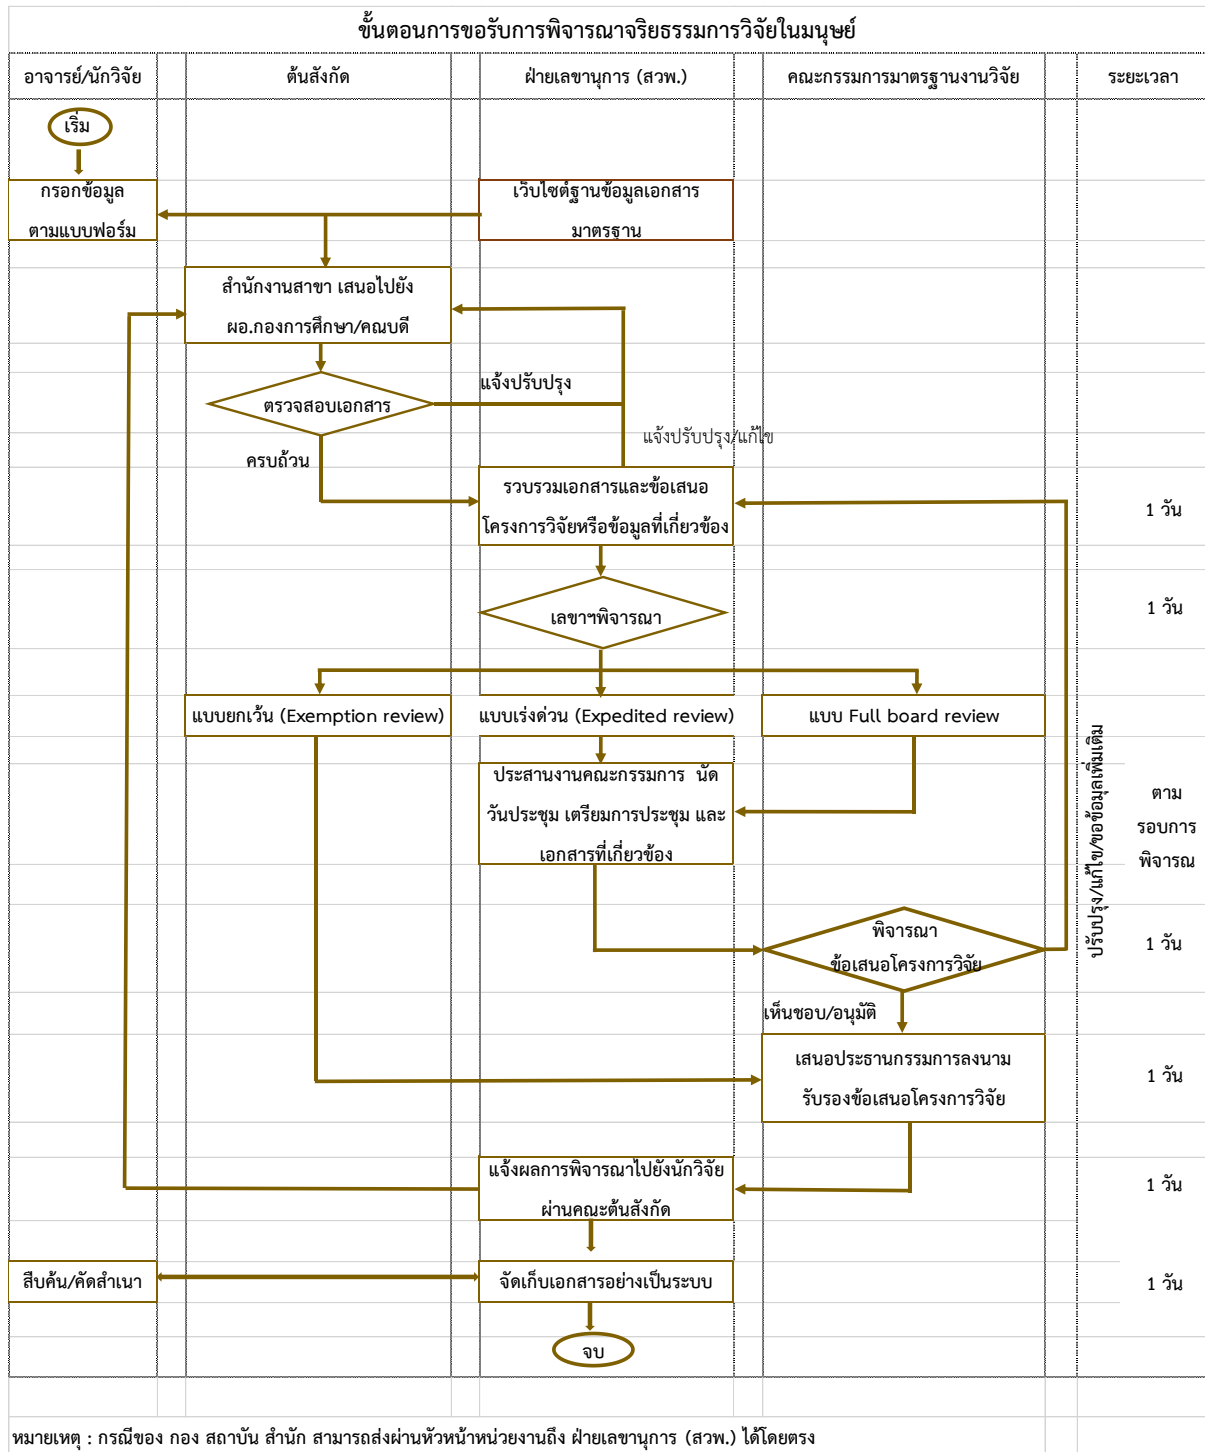 ขั้นตอนการขอรับการพิจารณาจริยธรรมการวิจัยในมนุษย์
อาจารย์/นักวิจัย
ต้นสังกัด
ฝ่ายเลขานุการ (สวพ.)
คณะกรรมการมาตรฐานงานวิจัย
ระยะเวลา
เริ่ม
กรอกข้อมูล
ตามแบบฟอร์ม
เว็บไซต์ฐานข้อมูลเอกสาร
มาตรฐาน
สำนักงานสาขา เสนอไปยัง
ผอ.กองการศึกษา/คณบดี
ตรวจสอบเอกสาร
แจ้งปรับปรุง
แจ้งปรับปรุง/แก้ไข
ครบถ้วน
รวบรวมเอกสารและข้อเสนอ
โครงการวิจัยหรือข้อมูลที่เกี่ยวข้อง
1 วัน
เลขาฯพิจารณา
1 วัน
แบบยกเว้น (Exemption review)
แบบเร่งด่วน (Expedited review)
แบบ Full board review
ประสานงานคณะกรรมการ นัด
วันประชุม เตรียมการประชุม และ
เอกสารที่เกี่ยวข้อง
ปรับปรุง/แก้ไข/ขอข้อมูลเพิ่มเติม
ตาม
รอบการ
พิจารณ
พิจารณา
ข้อเสนอโครงการวิจัย
1 วัน
เห็นชอบ/อนุมัติ
เสนอประธานกรรมการลงนาม
รับรองข้อเสนอโครงการวิจัย
1 วัน
แจ้งผลการพิจารณาไปยังนักวิจัย
ผ่านคณะต้นสังกัด
1 วัน
สืบค้น/คัดสำเนา
จัดเก็บเอกสารอย่างเป็นระบบ
1 วัน
จบ
หมายเหตุ : กรณีของ กอง สถาบัน สำนัก สามารถส่งผ่านหัวหน้าหน่วยงานถึง ฝ่ายเลขานุการ (สวพ.) ได้โดยตรง